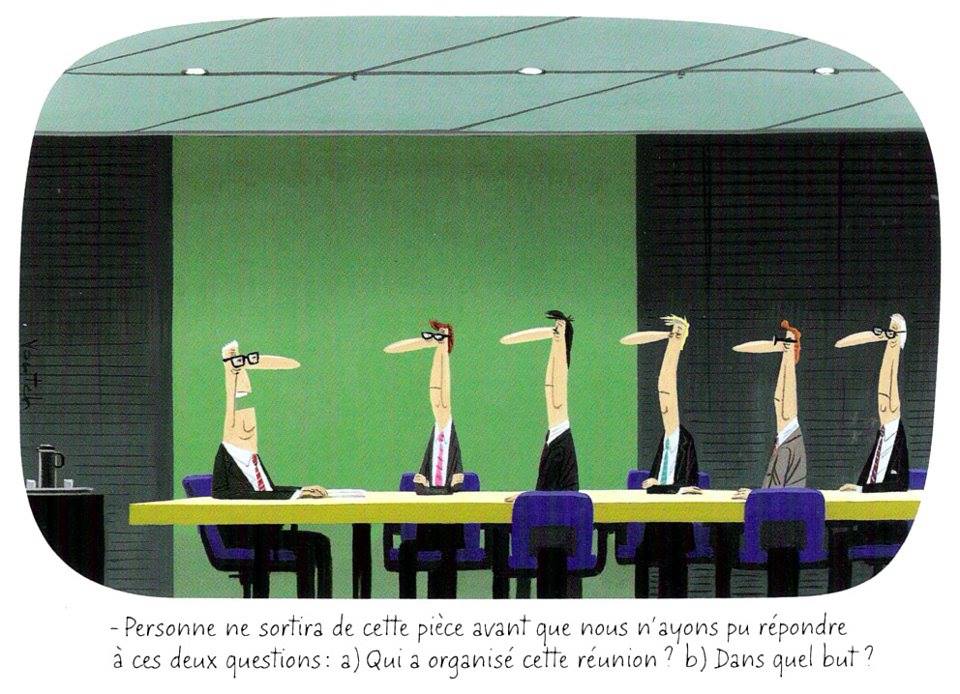 - Personne ne sortira de cette pièce avant que nous n'ayons pu répondre
à ces deux questions: a) Qui a organisé cette réunion ? b) Dans quel but ?